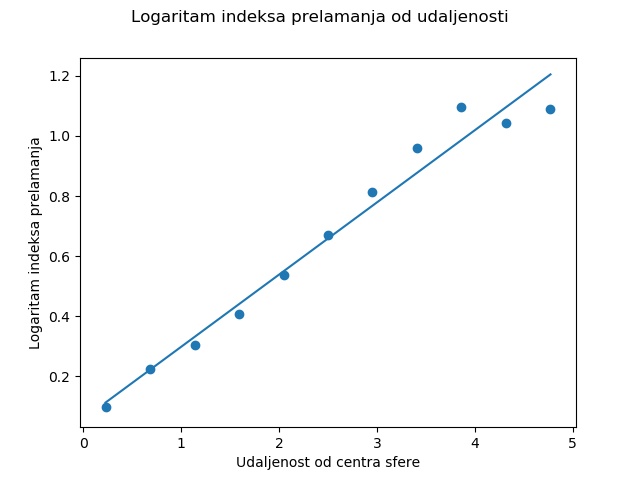 Logaritam indeksa prelamanja od udaljenosti
1.2
1.0
0.8
0.6
0.4
0.2
Logaritam indeksa prelamanja
0 1 2 3 4 5
Udaljenost od centra sfere